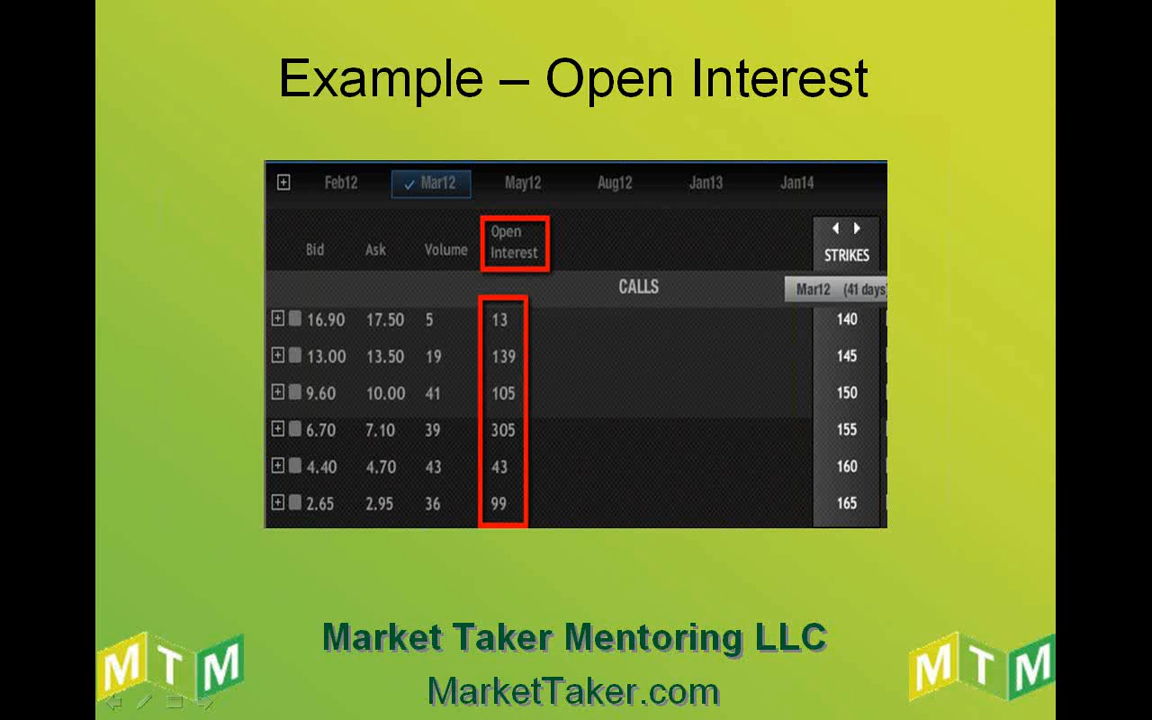 Example – Open Interest
Feb12 Mar12 May12 Aug12 Jan13 Jan14
Bid Ask Volume Open Interest STRIKES
CALLS Mar12 (41 days
16.90 17.50 5 13 140
13.00 13.50 19 139 145
9.60 10.00 41 105 150
6.70 7.10 39 305 155
4.40 4.70 43 43 160
2.65 2.95 36 99 165
Market Taker Mentoring LLC
MTM MTM
MarketTaker.com